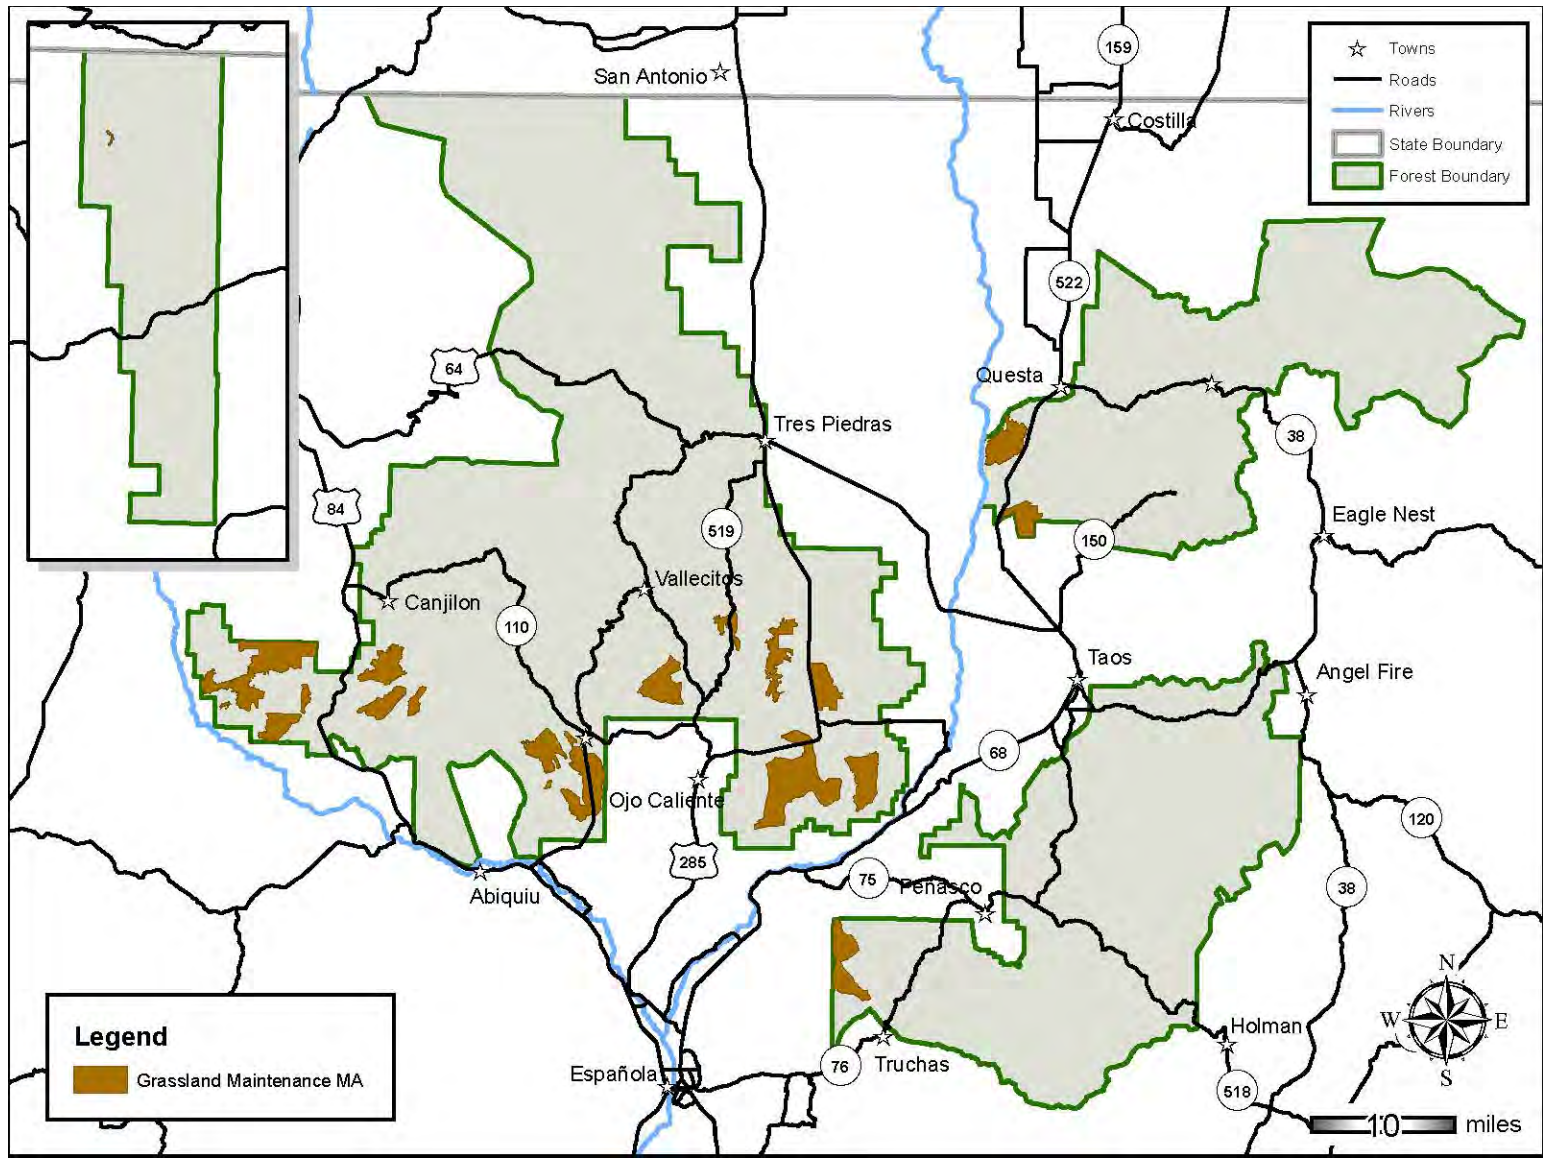 159
Towns
San Antonio
Roads
Rivers
Costilla
State Boundary
Forest Boundary
522
64
Questa
Tres Piedras
38
84
Eagle Nest
519
150
Vallecitos
Canjilon
110
Taos
Angel Fire
68
Ojo Caliente
120
285
75
Peñasco
38
Abiquiu
N
W
E
S
Legend
Holman
Grassland Maintenance MA
Española
76
Truchas
518
10 miles